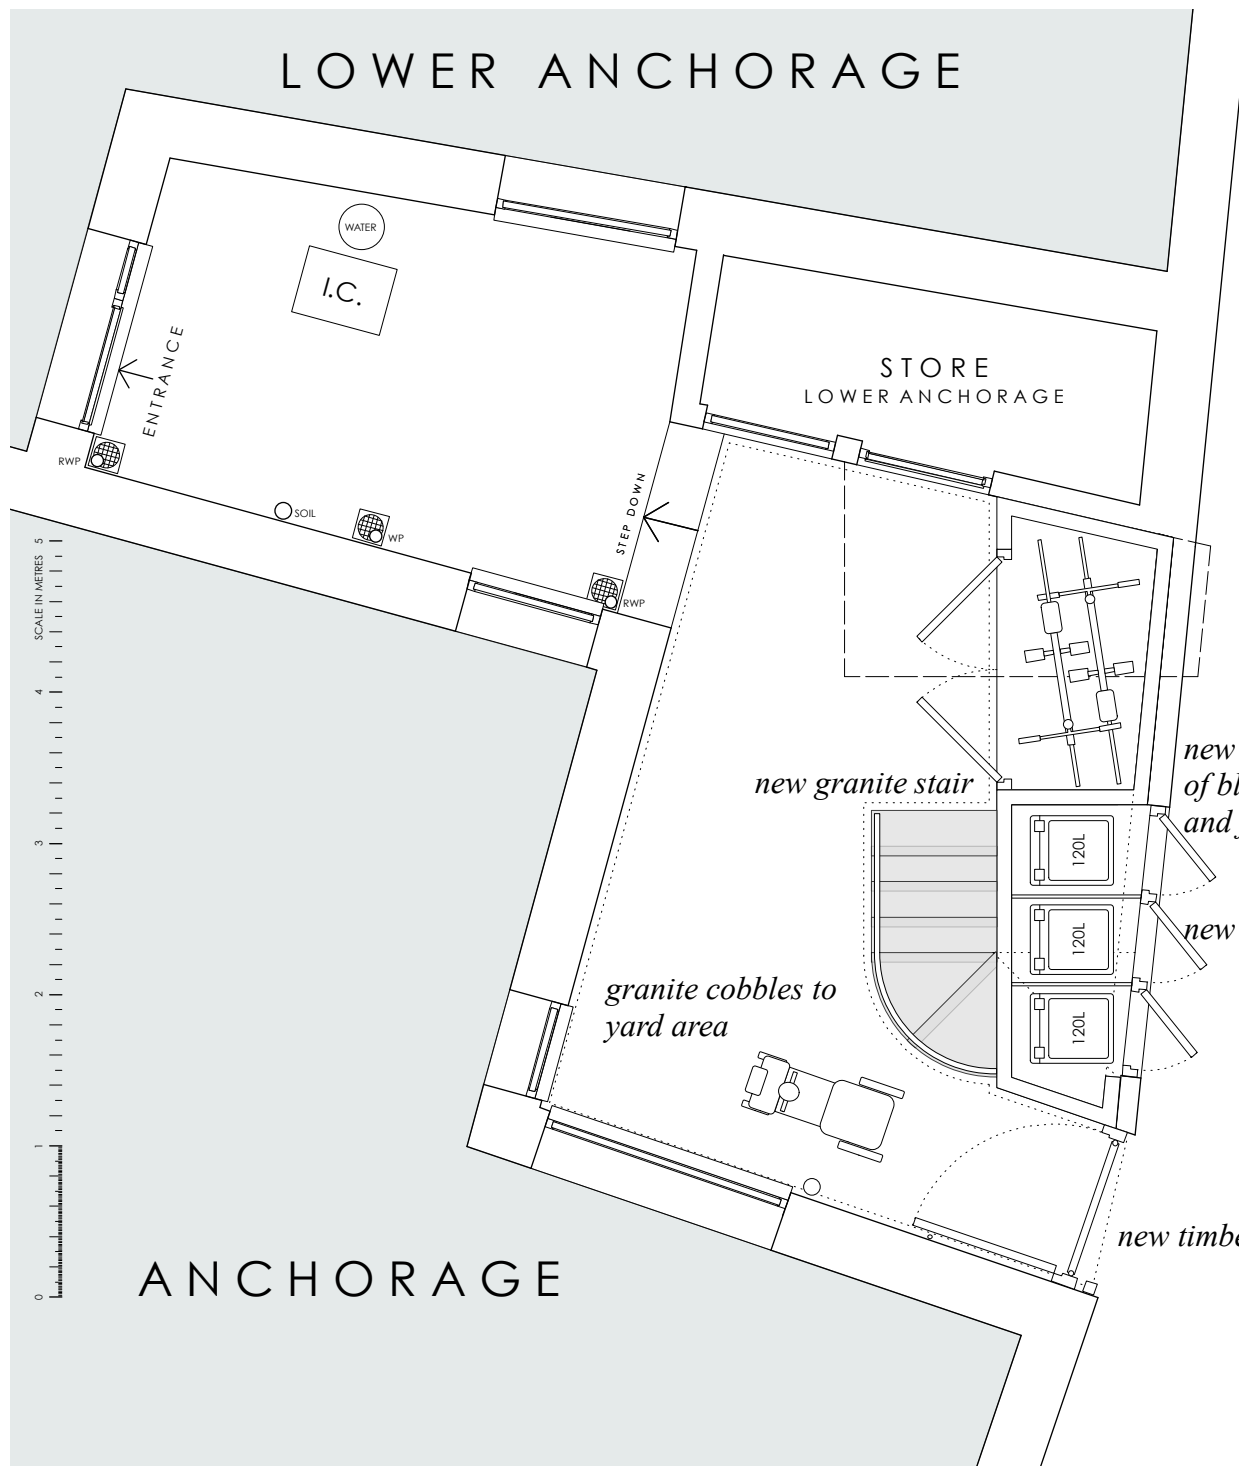 LOWER ANCHORAGE
WATER
I.C.
ENTRANCE
STORE
LOWER ANCHORAGE
RWP
SOIL
WP
STEP DOWN
RWP
SCALE IN METRES
5
4
3
2
1
0
new granite stair
new
of bl
and
120L
120L
120L
new
granite cobbles to
yard area
new timbe
ANCHORAGE